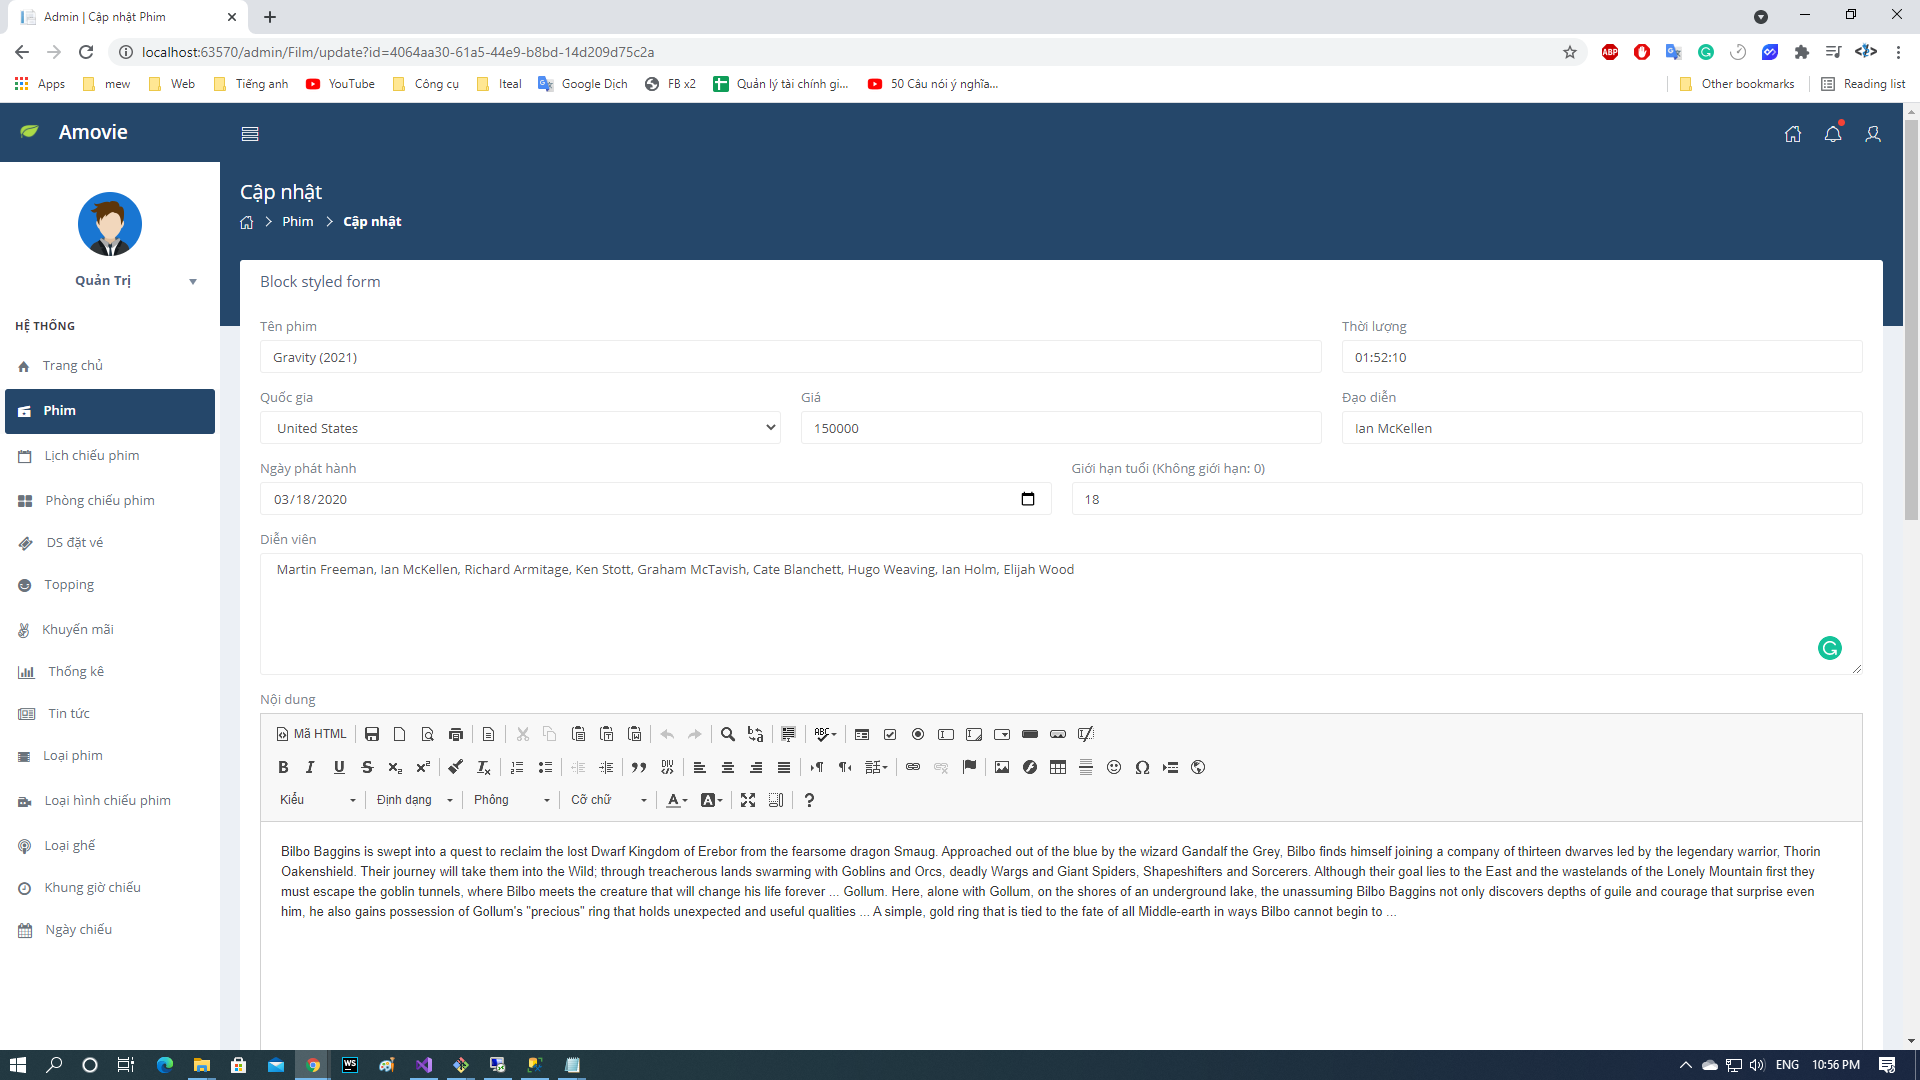 Admin | Cập nhật Phim
localhost:63570/admin/Film/update?id=4064aa30-61a5-44e9-b8bd-14d209d75c2a
ABP
Apps
mew
Web
Tiếng anh
YouTube
Công cụ
Iteal
Google Dịch
FB x2
Quản lý tài chính gi...
50 Câu nói ý nghĩa...
Other bookmarks
Reading list
Amovie
Cập nhật
Phim
Cập nhật
Quản Trị
HỆ THỐNG
Trang chủ
Phim
Lịch chiếu phim
Phòng chiếu phim
DS đặt vé
Topping
Khuyến mãi
Thống kê
Tin tức
Loại phim
Loại hình chiếu phim
Loại ghế
Khung giờ chiếu
Ngày chiếu
Block styled form
Tên phim
Thời lượng
Gravity (2021)
01:52:10
Quốc gia
Giá
Đạo diễn
United States
150000
Ian McKellen
Ngày phát hành
Giới hạn tuổi (Không giới hạn: 0)
03/18/2020
18
Diễn viên
Martin Freeman, Ian McKellen, Richard Armitage, Ken Stott, Graham McTavish, Cate Blanchett, Hugo Weaving, Ian Holm, Elijah Wood
Nội dung
Mã HTML
Kiểu
Định dạng
Phông
Cỡ chữ
Bilbo Baggins is swept into a quest to reclaim the lost Dwarf Kingdom of Erebor from the fearsome dragon Smaug. Approached out of the blue by the wizard Gandalf the Grey, Bilbo finds himself joining a company of thirteen dwarves led by the legendary warrior, Thorin
Oakenshield. Their journey will take them into the Wild; through treacherous lands swarming with Goblins and Orcs, deadly Wargs and Giant Spiders, Shapeshifters and Sorcerers. Although their goal lies to the East and the wastelands of the Lonely Mountain first they
must escape the goblin tunnels, where Bilbo meets the creature that will change his life forever ... Gollum. Here, alone with Gollum, on the shores of an underground lake, the unassuming Bilbo Baggins not only discovers depths of guile and courage that surprise even
him, he also gains possession of Gollum's "precious" ring that holds unexpected and useful qualities ... A simple, gold ring that is tied to the fate of all Middle-earth in ways Bilbo cannot begin to ...
WS
ENG
10:56 PM